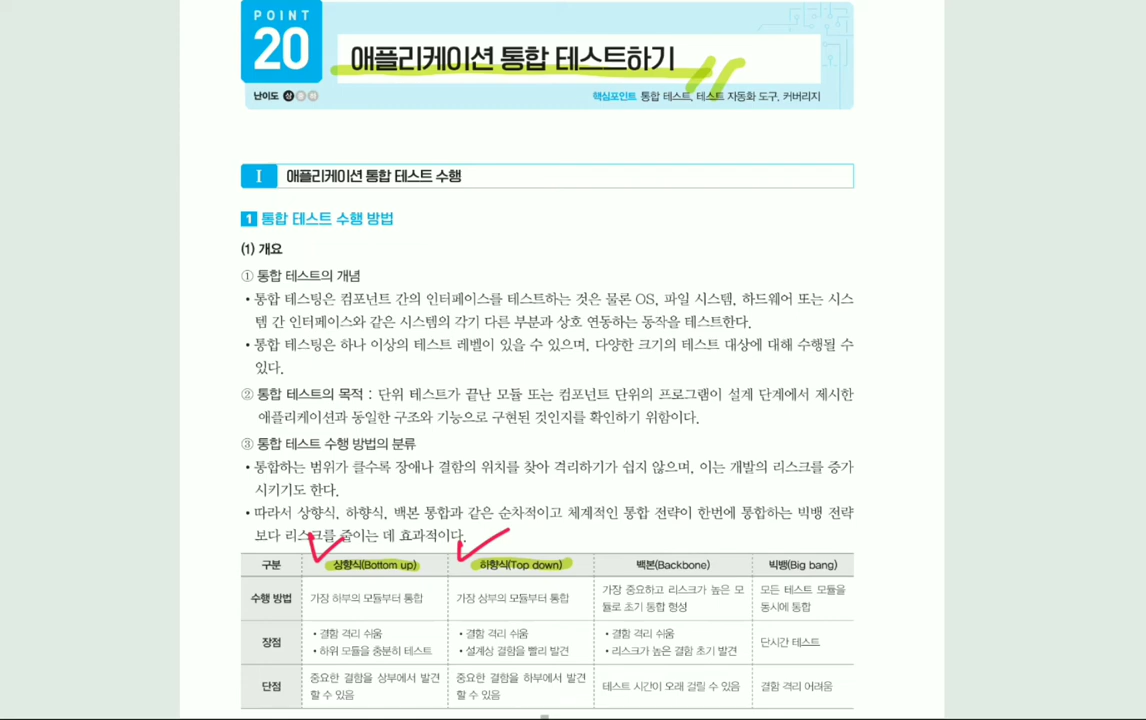 POINT
20
애플리케이션 통합 테스트하기
난이도 상 중 하
핵심포인트 통합 테스트, 테스트 자동화 도구, 커버리지
Ⅰ 애플리케이션 통합 테스트 수행
1 통합 테스트 수행 방법
(1) 개요
① 통합 테스트의 개념
• 통합 테스팅은 컴포넌트 간의 인터페이스를 테스트하는 것은 물론 OS, 파일 시스템, 하드웨어 또는 시스
템 간 인터페이스와 같은 시스템의 각기 다른 부분과 상호 연동하는 동작을 테스트한다.
• 통합 테스팅은 하나 이상의 테스트 레벨이 있을 수 있으며, 다양한 크기의 테스트 대상에 대해 수행될 수
있다.
② 통합 테스트의 목적 : 단위 테스트가 끝난 모듈 또는 컴포넌트 단위의 프로그램이 설계 단계에서 제시한
애플리케이션과 동일한 구조와 기능으로 구현된 것인지를 확인하기 위함이다.
③ 통합 테스트 수행 방법의 분류
• 통합하는 범위가 클수록 장애나 결함의 위치를 찾아 격리하기가 쉽지 않으며, 이는 개발의 리스크를 증가
시키기도 한다.
• 따라서 상향식, 하향식, 백본 통합과 같은 순차적이고 체계적인 통합 전략이 한번에 통합하는 빅뱅 전략
보다 리스크를 줄이는 데 효과적이다.
구분 상향식(Bottom up) 하향식(Top down) 백본(Backbone) 빅뱅(Big bang)
수행 방법 가장 하부의 모듈부터 통합 가장 상부의 모듈부터 통합 가장 중요하고 리스크가 높은 모 모든 테스트 모듈을
듈로 초기 통합 형성 동시에 통합
장점 • 결함 격리 쉬움 • 결함 격리 쉬움 • 결함 격리 쉬움 단시간 테스트
• 하위 모듈을 충분히 테스트 • 설계상 결함을 빨리 발견 • 리스크가 높은 결함 초기 발견
단점 중요한 결함을 상부에서 발견 중요한 결함을 하부에서 발견 테스트 시간이 오래 걸릴 수 있음 결함 격리 어려움
할 수 있음 할 수 있음